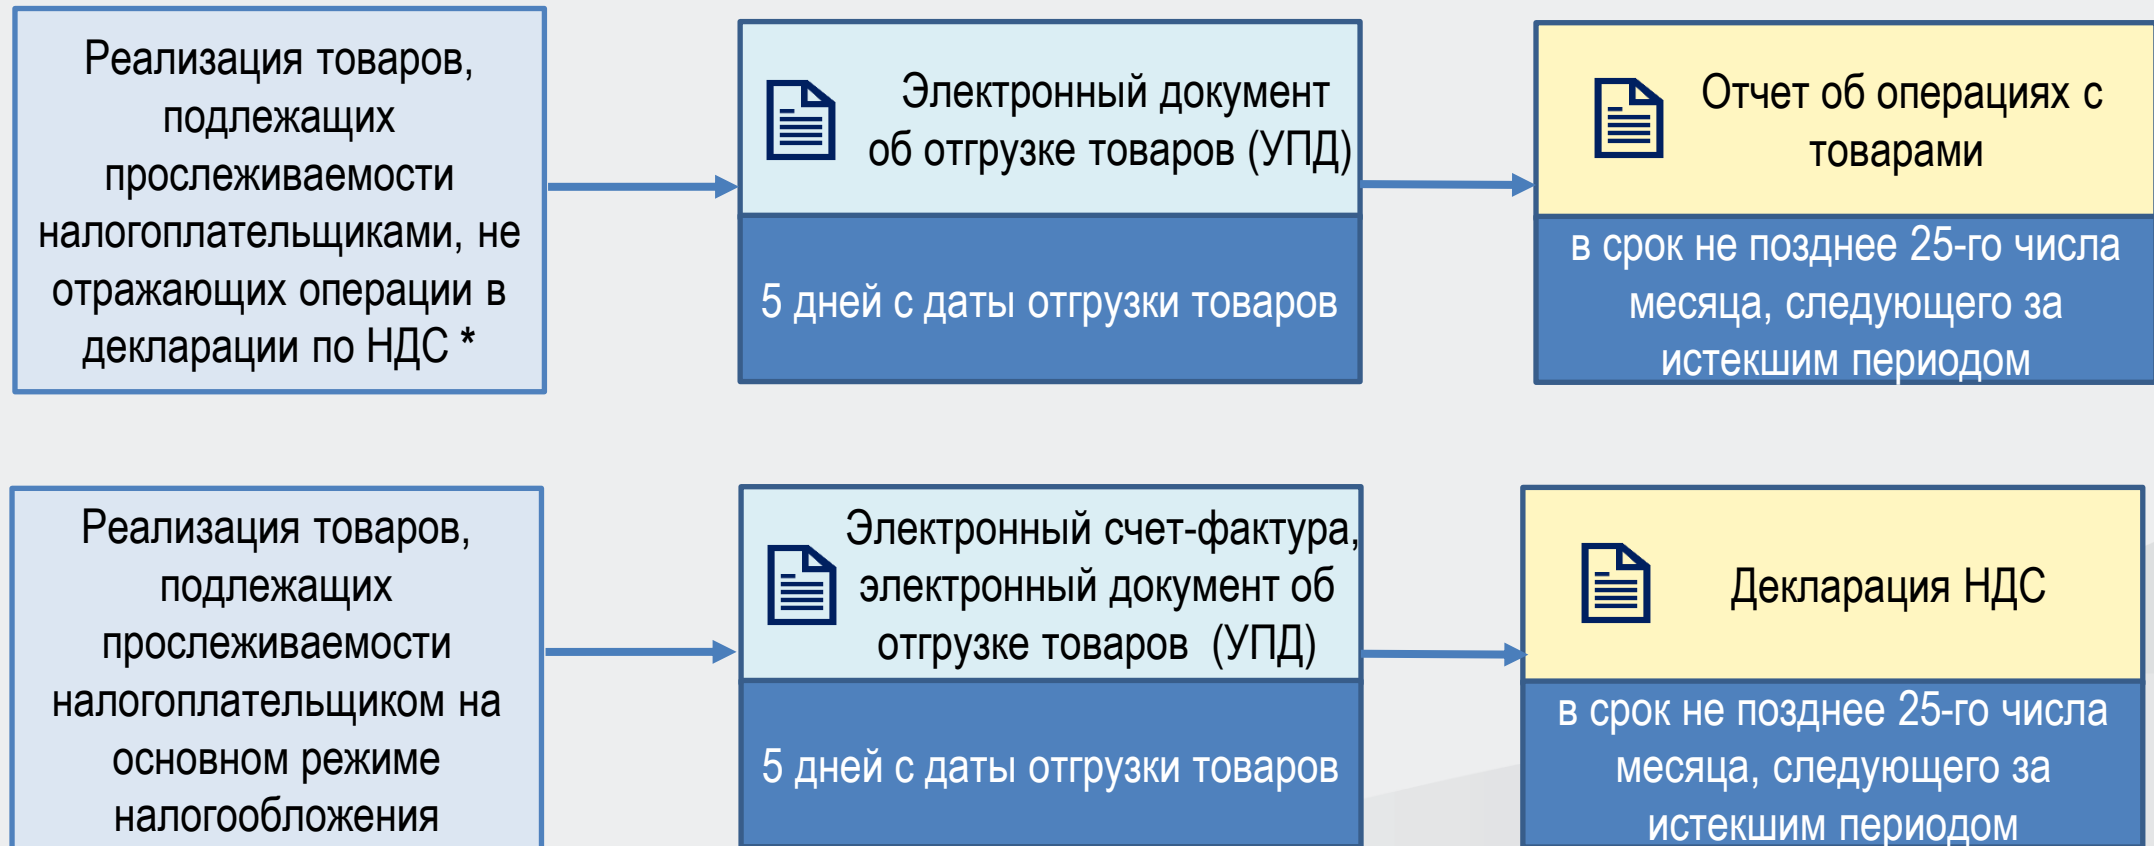 Реализация товаров,
подлежащих
прослеживаемости
налогоплательщиками, не
отражающих операции в
декларации по НДС *
Электронный документ
об отгрузке товаров (УПД)
5 дней с даты отгрузки товаров
Отчет об операциях с
товарами
в срок не позднее 25-го числа
месяца, следующего за
истекшим периодом
Реализация товаров,
подлежащих
прослеживаемости
налогоплательщиком на
основном режиме
налогообложения
Электронный счет-фактура,
электронный документ об
отгрузке товаров (УПД)
5 дней с даты отгрузки товаров
Декларация НДС
в срок не позднее 25-го числа
месяца, следующего за
истекшим периодом